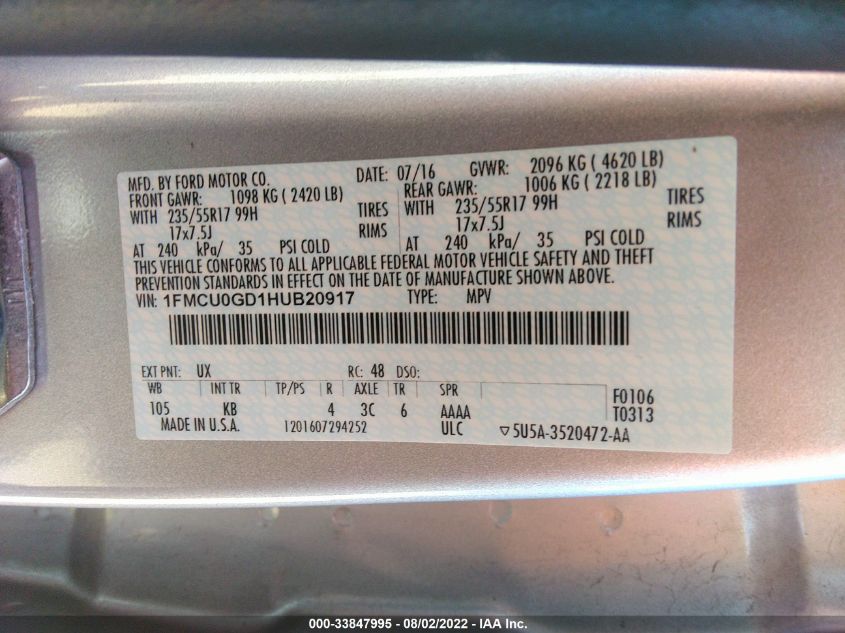 MFD. BY FORD MOTOR CO. DATE: 07/16 GVWR: 2096 KG ( 4620 LB)
FRONT GAWR: 1098 KG ( 2420 LB) REAR GAWR: 1006 KG ( 2218 LB)
WITH 235/55R17 99H TIRES WITH 235/55R17 99H TIRES
17x7.5J RIMS 17x7.5J RIMS
AT 240 kPa/ 35 PSI COLD AT 240 kPa/ 35 PSI COLD
THIS VEHICLE CONFORMS TO ALL APPLICABLE FEDERAL MOTOR VEHICLE SAFETY AND THEFT
PREVENTION STANDARDS IN EFFECT ON THE DATE OF MANUFACTURE SHOWN ABOVE.
VIN: 1FMCU0GD1HUB20917 TYPE: MPV
EXT PNT: UX RC: 48 DSO:
WB INT TR TP/PS R AXLE TR SPR F0106
105 KB 4 3C 6 AAAA T0313
MADE IN U.S.A. 1201607294252 ULC ▽5U5A-3520472-AA
000-33847995 - 08/02/2022 - IAA Inc.